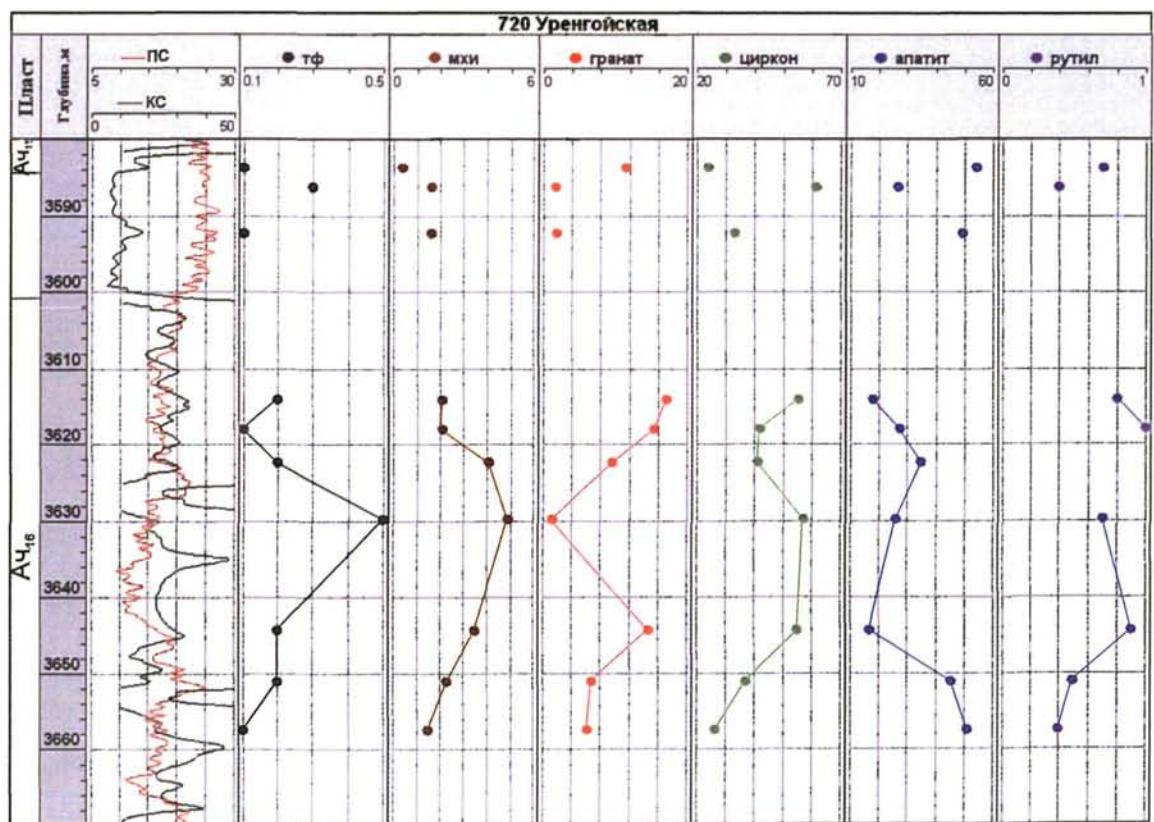 720 Уренгойская
Пласт
Глубина,м
ПС
5 30
КС
0 50
тф
0.1 0.5
мхи
0 6
гранат
0 20
циркон
20 70
апатит
10 60
рутил
0 1
Ач15
3590
3600
3610
3620
Ач16
3630
3640
3650
3660